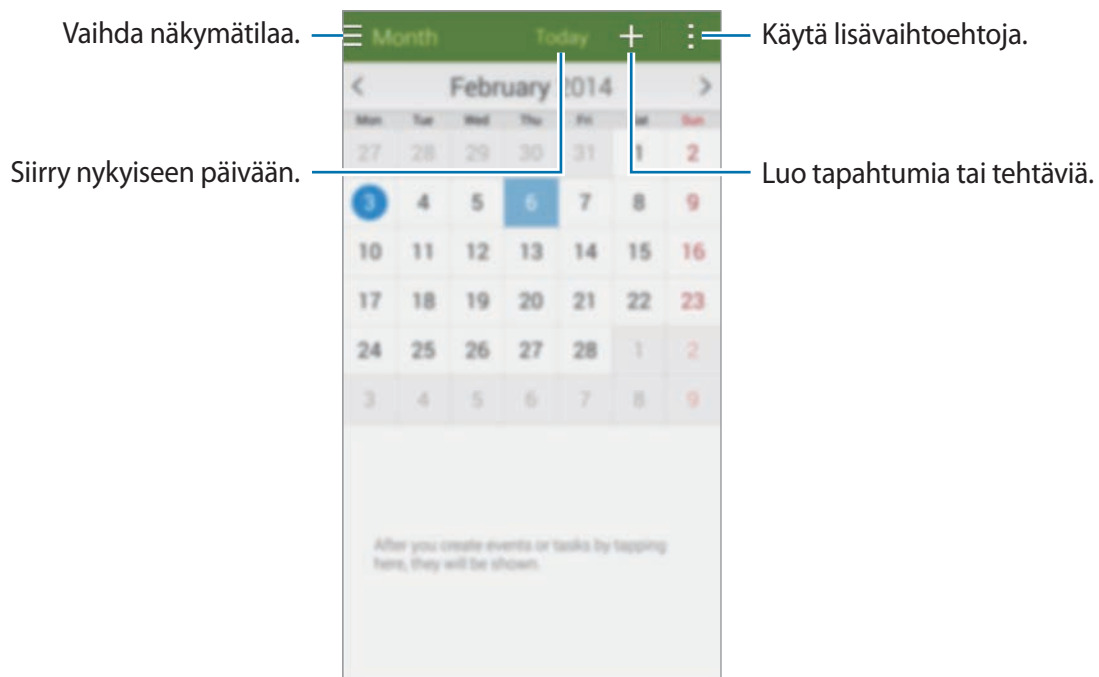 Vaihda näkymätilaa.
Month Today
Käytä lisävaihtoehtoja.
February 2014
Mon Tue Wed Thu Fri Sat Sun
27 28 29 30 31 1 2
Siirry nykyiseen päivään.
Luo tapahtumia tai tehtäviä.
3 4 5 6 7 8 9
10 11 12 13 14 15 16
17 18 19 20 21 22 23
24 25 26 27 28 1 2
3 4 5 6 7 8 9
After you create events or tasks by tapping
here, they will be shown.